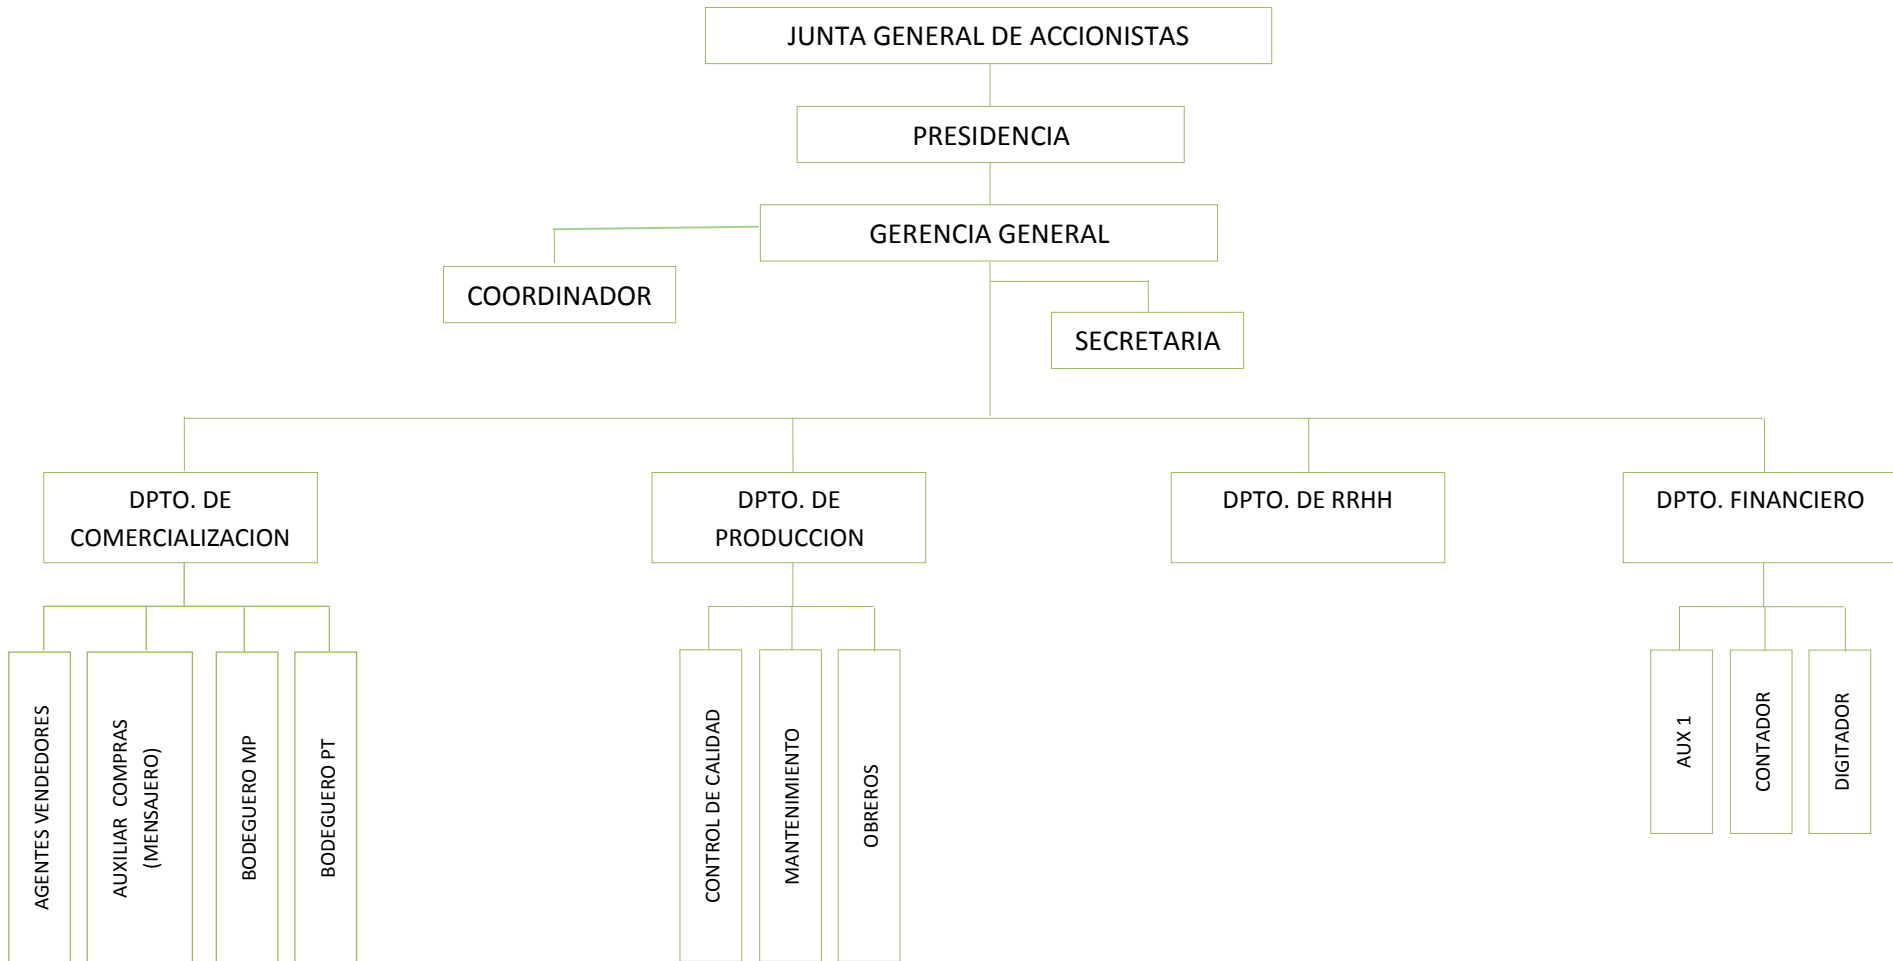 JUNTA GENERAL DE ACCIONISTAS
PRESIDENCIA
GERENCIA GENERAL
COORDINADOR
SECRETARIA
DPTO. DE
COMERCIALIZACION
DPTO. DE
PRODUCCION
DPTO. DE RRHH
DPTO. FINANCIERO
AGENTES VENDEDORES
AUXILIAR COMPRAS
(MENSAJERO)
BODEGUERO MP
BODEGUERO PT
CONTROL DE CALIDAD
MANTENIMIENTO
OBREROS
AUX 1
CONTADOR
DIGITADOR